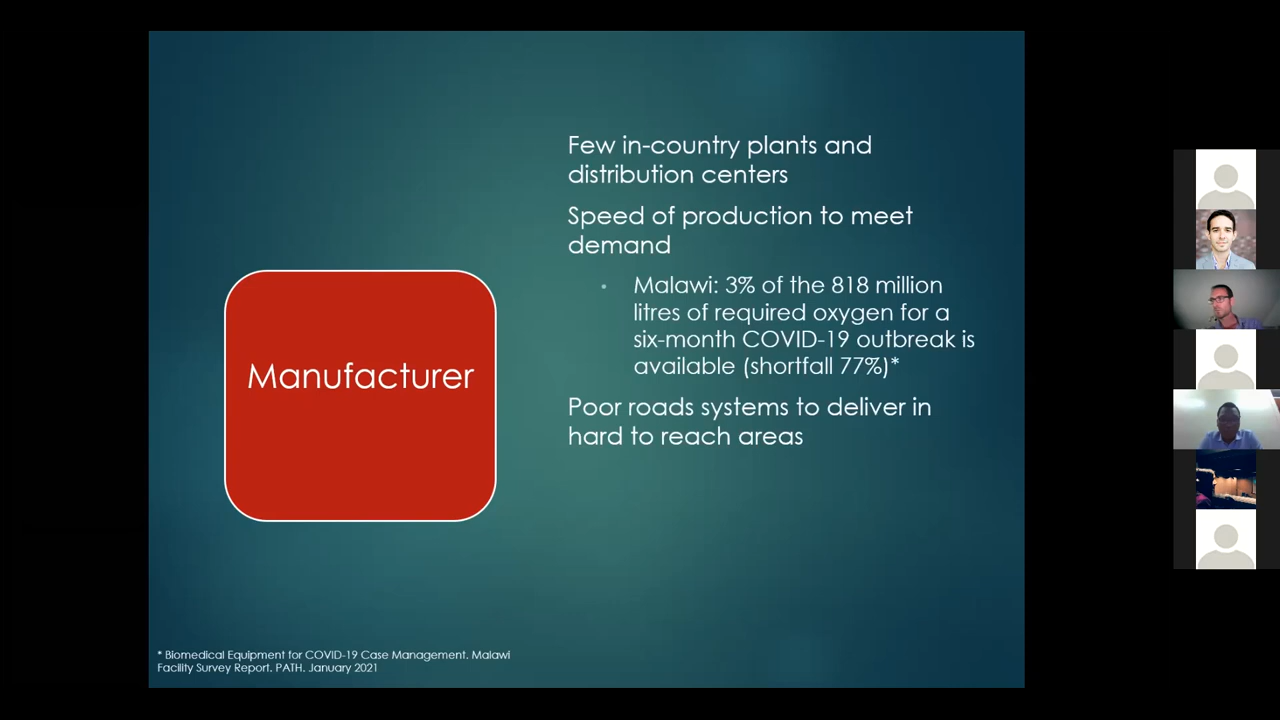 Few in-country plants and
distribution centers
Speed of production to meet
demand
• Malawi: 3% of the 818 million
litres of required oxygen for a
six-month COVID-19 outbreak is
available (shortfall 77%)*
Poor roads systems to deliver in
hard to reach areas
Manufacturer
* Biomedical Equipment for COVID-19 Case Management. Malawi
Facility Survey Report. PATH. January 2021